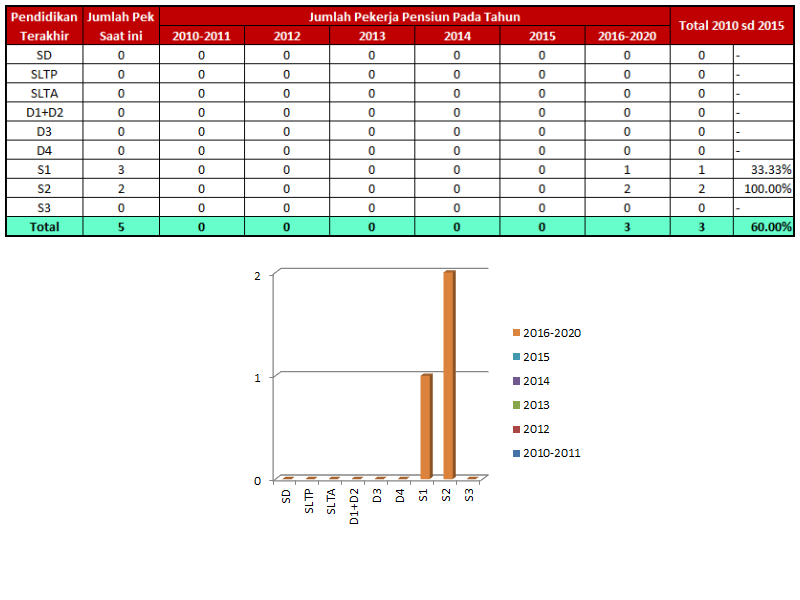 Pendidikan Jumlah Pek Jumlah Pekerja Pensiun Pada Tahun Total 2010 sd 2015
Terakhir Saat ini 2010-2011 2012 2013 2014 2015 2016-2020
SD 0 0 0 0 0 0 0 0 -
SLTP 0 0 0 0 0 0 0 0 -
SLTA 0 0 0 0 0 0 0 0 -
D1+D2 0 0 0 0 0 0 0 0 -
D3 0 0 0 0 0 0 0 0 -
D4 0 0 0 0 0 0 0 0 -
S1 3 0 0 0 0 0 1 1 33.33%
S2 2 0 0 0 0 0 2 2 100.00%
S3 0 0 0 0 0 0 0 0 -
Total 5 0 0 0 0 0 3 3 60.00%
2
1
0
SD SLTP SLTA D1+D2 D3 D4 S1 S2 S3
2016-2020
2015
2014
2013
2012
2010-2011